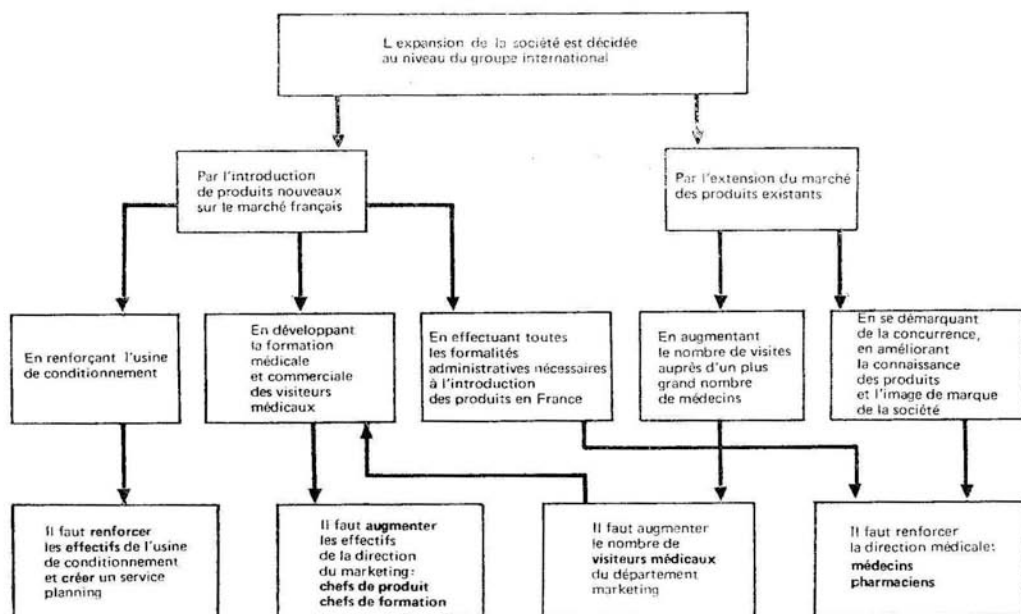 L'expansion de la société est décidée
au niveau du groupe international
Par l'introduction
de produits nouveaux
sur le marché français
Par l'extension du marché
des produits existants
En renforçant l'usine
de conditionnement
En développant
la formation
médicale
et commerciale
des visiteurs
médicaux
En effectuant toutes
les formalités
administratives nécessaires
à l'introduction
des produits en France
En augmentant
le nombre de visites
auprès d'un plus
grand nombre
de médecins
En se démarquant
de la concurrence,
en améliorant
la connaissance
des produits
et l'image de marque
de la société
Il faut renforcer
les effectifs de l'usine
de conditionnement
et créer un service
planning
Il faut augmenter
les effectifs
de la direction
du marketing:
chefs de produit
chefs de formation
Il faut augmenter
le nombre de
visiteurs médicaux
du département
marketing
Il faut renforcer
la direction médicale:
médecins
pharmaciens